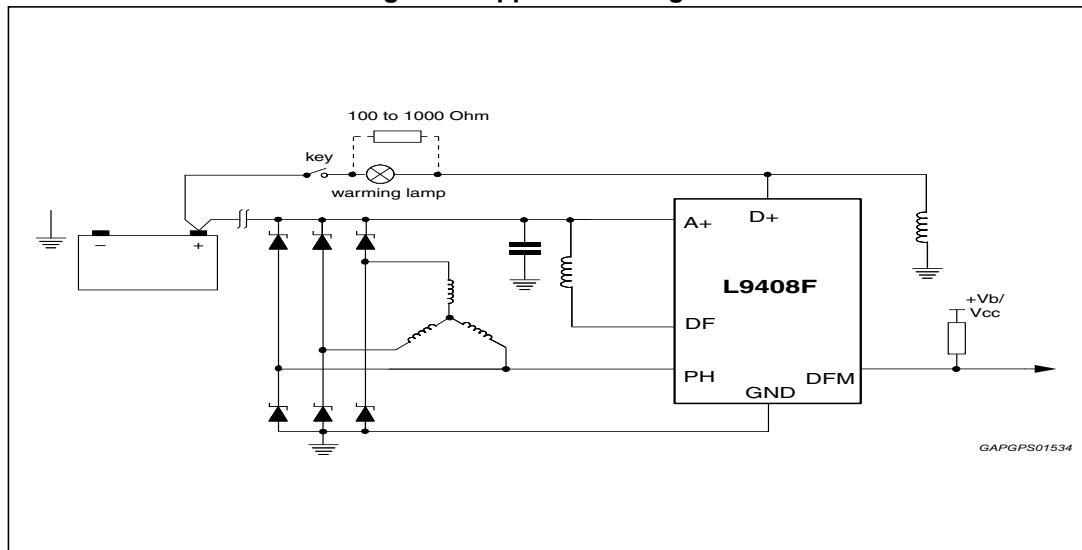 100 to 1000 Ohm
key
warming lamp
A+
D+
–
+
L9408F
+Vb/
Vcc
DF
PH
DFM
GND
GAPGPS01534